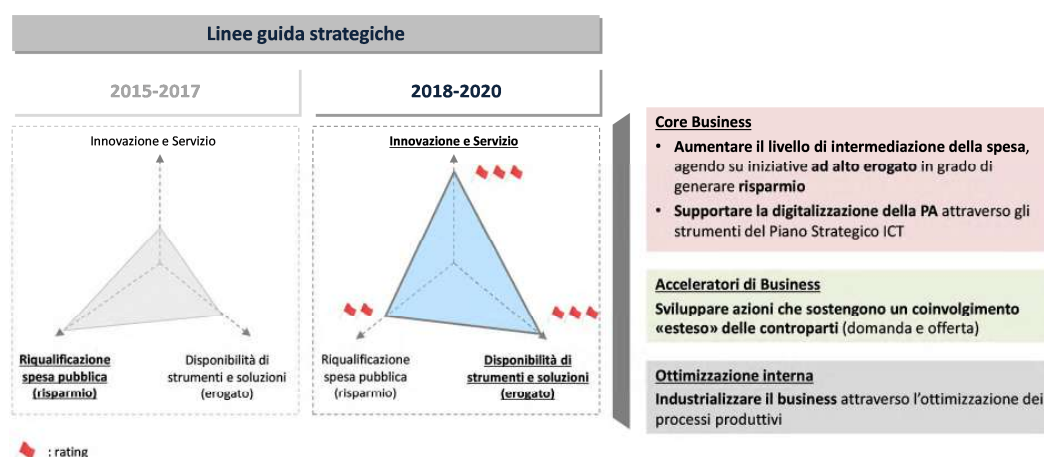 Linee guida strategiche
2015-2017
2018-2020
Innovazione e Servizio
Riqualificazione
spesa pubblica
(risparmio)
Disponibilità di
strumenti e soluzioni
(erogato)
Innovazione e Servizio
Riqualificazione
spesa pubblica
(risparmio)
Disponibilità di
strumenti e soluzioni
(erogato)
: rating
Core Business
• Aumentare il livello di intermediazione della spesa,
agendo su iniziative ad alto erogato in grado di
generare risparmio
• Supportare la digitalizzazione della PA attraverso gli
strumenti del Piano Strategico ICT
Acceleratori di Business
Sviluppare azioni che sostengono un coinvolgimento
«esteso» delle controparti (domanda e offerta)
Ottimizzazione interna
Industrializzare il business attraverso l'ottimizzazione dei
processi produttivi